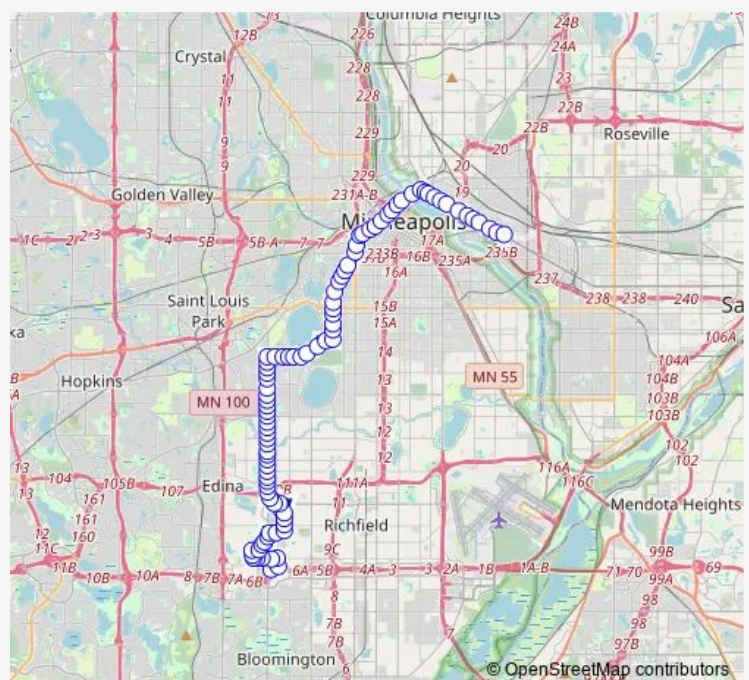 Columbia Heights
13
12B
226
24B
24A
Crystal
11
11
228
23
228
22B
22B
20
Roseville
9
9
229
20
229
19
Golden Valley
231A-B
Minneapolis
1C
2
3
3
4
5B
5B-A
7
7
17A
233B
16B
235A
235B
16A
237
Saint Louis
Park
15B
238
238
240
Sa
15A
ka
106A
14
104A
Hopkins
MN 55
104B
13
103B
MN 100
13
103B
12
102
12
116A
102
13
104
105B
107
Edina
111A
116C
13
161
11
Mendota Heights
161
Richfield
12
160
11C
9C
99B
11B
10B
10A
8
7B
7A
6B
6A
5B
4A
3
2A
1B
1A-B
71
70
69
99A
3
98
8
7
98
7B
7B
97B
Bloomington
© OpenStreetMap contributors